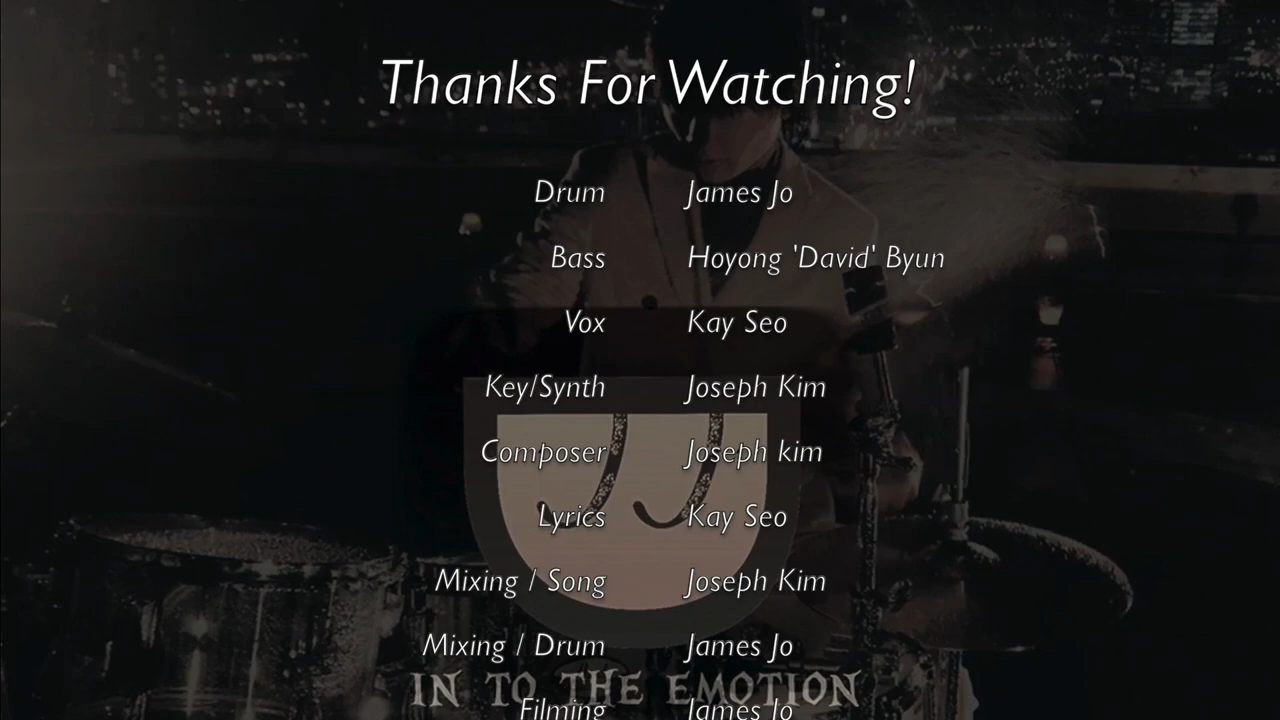 Thanks For Watching!
Drum James Jo
Bass Hoyong 'David' Byun
Vox Kay Seo
Key/Synth Joseph Kim
Composer Joseph kim
Lyrics Kay Seo
Mixing / Song Joseph Kim
Mixing / Drum James Jo
JJ
IN TO THE EMOTION
Filming James Jo